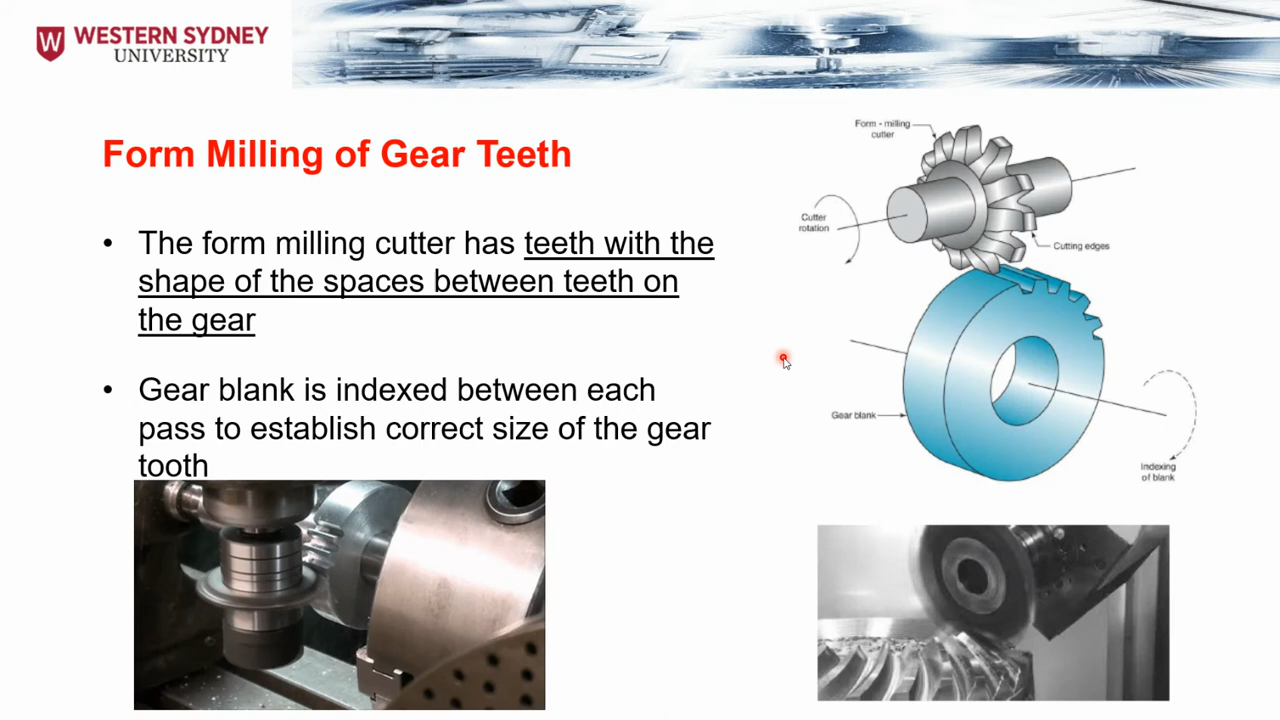 WESTERN SYDNEY
UNIVERSITY
Form Milling of Gear Teeth
• The form milling cutter has teeth with the
shape of the spaces between teeth on
the gear
• Gear blank is indexed between each
pass to establish correct size of the gear
tooth
Form - milling
cutter
Cutter
rotation
Cutting edges
Gear blank
Indexing
of blank